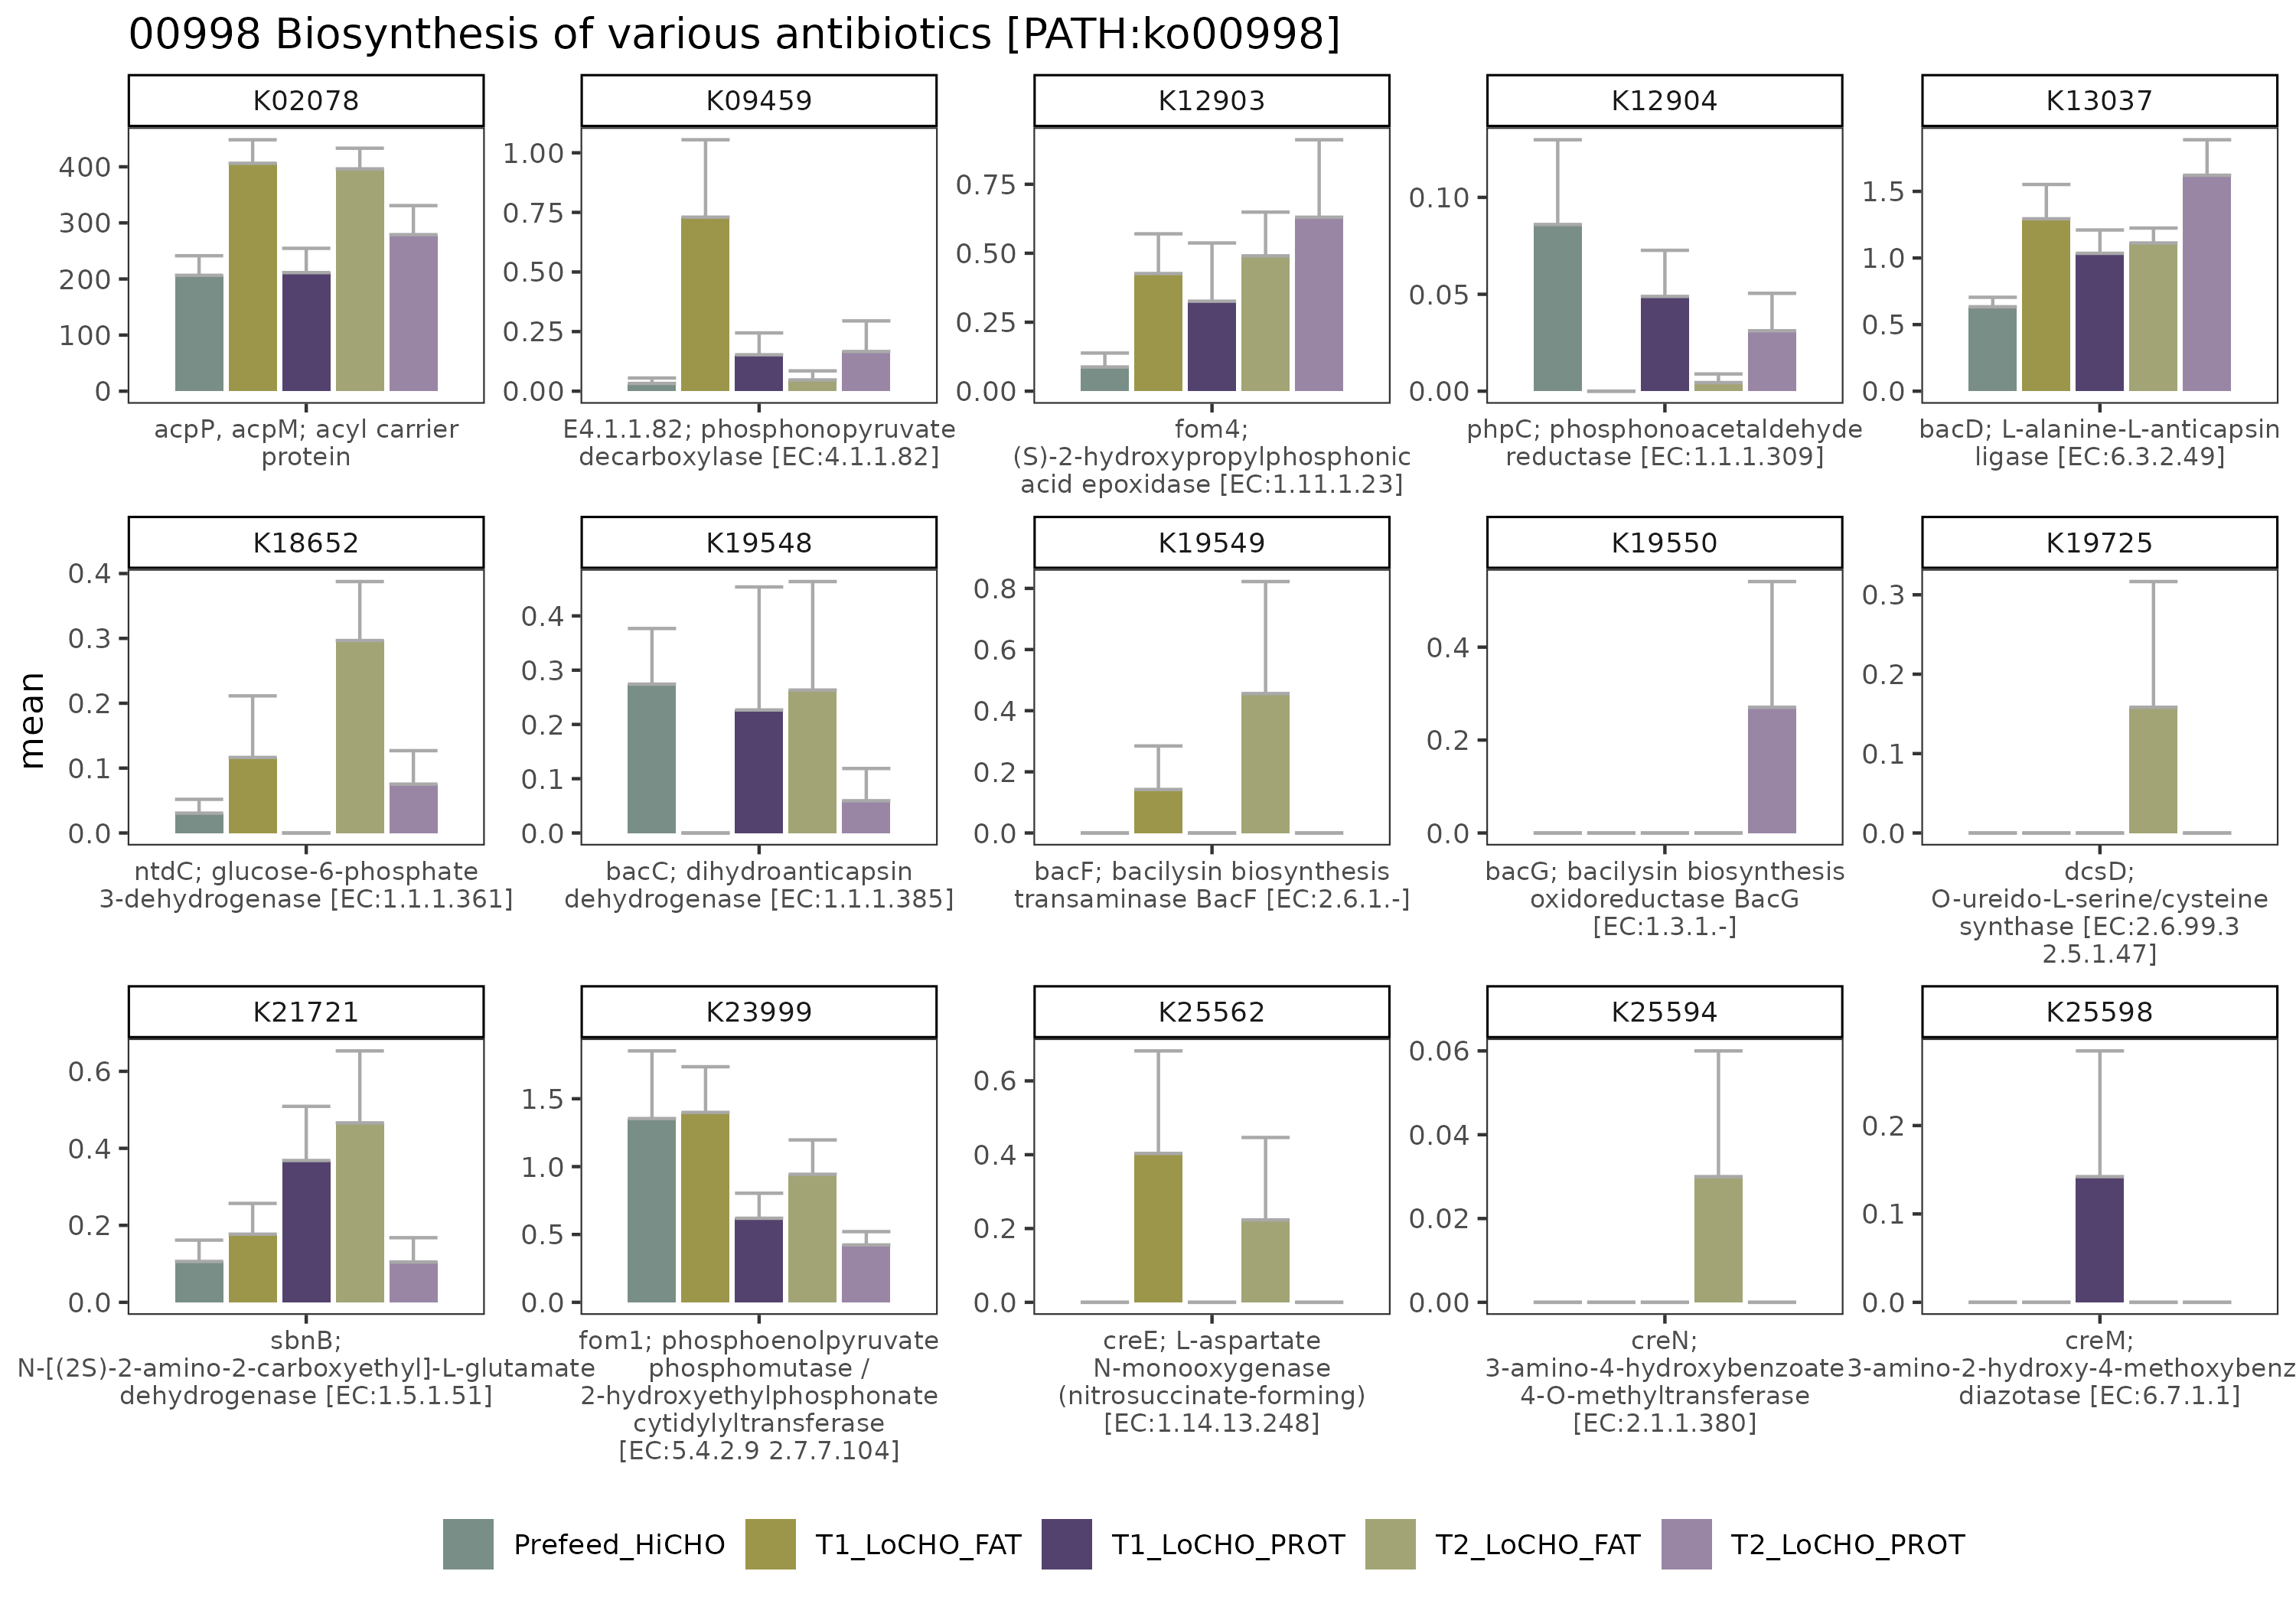 00998 Biosynthesis of various antibiotics [PATH:ko00998]
mean
K02078
400
300
200
100
0
acpP, acpM; acyl carrier
protein
K09459
1.00
0.75
0.50
0.25
0.00
E4.1.1.82; phosphonopyruvate
decarboxylase [EC:4.1.1.82]
K12903
0.75
0.50
0.25
0.00
fom4;
(S)-2-hydroxypropylphosphonic
acid epoxidase [EC:1.11.1.23]
K12904
0.10
0.05
0.00
phpC; phosphonoacetaldehyde
reductase [EC:1.1.1.309]
K13037
1.5
1.0
0.5
0.0
bacD; L-alanine-L-anticapsin
ligase [EC:6.3.2.49]
K18652
0.4
0.3
0.2
0.1
0.0
ntdC; glucose-6-phosphate
3-dehydrogenase [EC:1.1.1.361]
K19548
0.4
0.3
0.2
0.1
0.0
bacC; dihydroanticapsin
dehydrogenase [EC:1.1.1.385]
K19549
0.8
0.6
0.4
0.2
0.0
bacF; bacilysin biosynthesis
transaminase BacF [EC:2.6.1.-]
K19550
0.4
0.2
0.0
bacG; bacilysin biosynthesis
oxidoreductase BacG
[EC:1.3.1.-]
K19725
0.3
0.2
0.1
0.0
dcsD;
O-ureido-L-serine/cysteine
synthase [EC:2.6.99.3
2.5.1.47]
K21721
0.6
0.4
0.2
0.0
sbnB;
N-[(2S)-2-amino-2-carboxyethyl]-L-glutamate
dehydrogenase [EC:1.5.1.51]
K23999
1.5
1.0
0.5
0.0
fom1; phosphoenolpyruvate
phosphomutase /
2-hydroxyethylphosphonate
cytidylyltransferase
[EC:5.4.2.9 2.7.7.104]
K25562
0.6
0.4
0.2
0.0
creE; L-aspartate
N-monooxygenase
(nitrosuccinate-forming)
[EC:1.14.13.248]
K25594
0.06
0.04
0.02
0.00
creN;
3-amino-4-hydroxybenzoate
4-O-methyltransferase
[EC:2.1.1.380]
K25598
0.2
0.1
0.0
creM;
3-amino-2-hydroxy-4-methoxybenz
diazotase [EC:6.7.1.1]
Prefeed_HiCHO
T1_LoCHO_FAT
T1_LoCHO_PROT
T2_LoCHO_FAT
T2_LoCHO_PROT